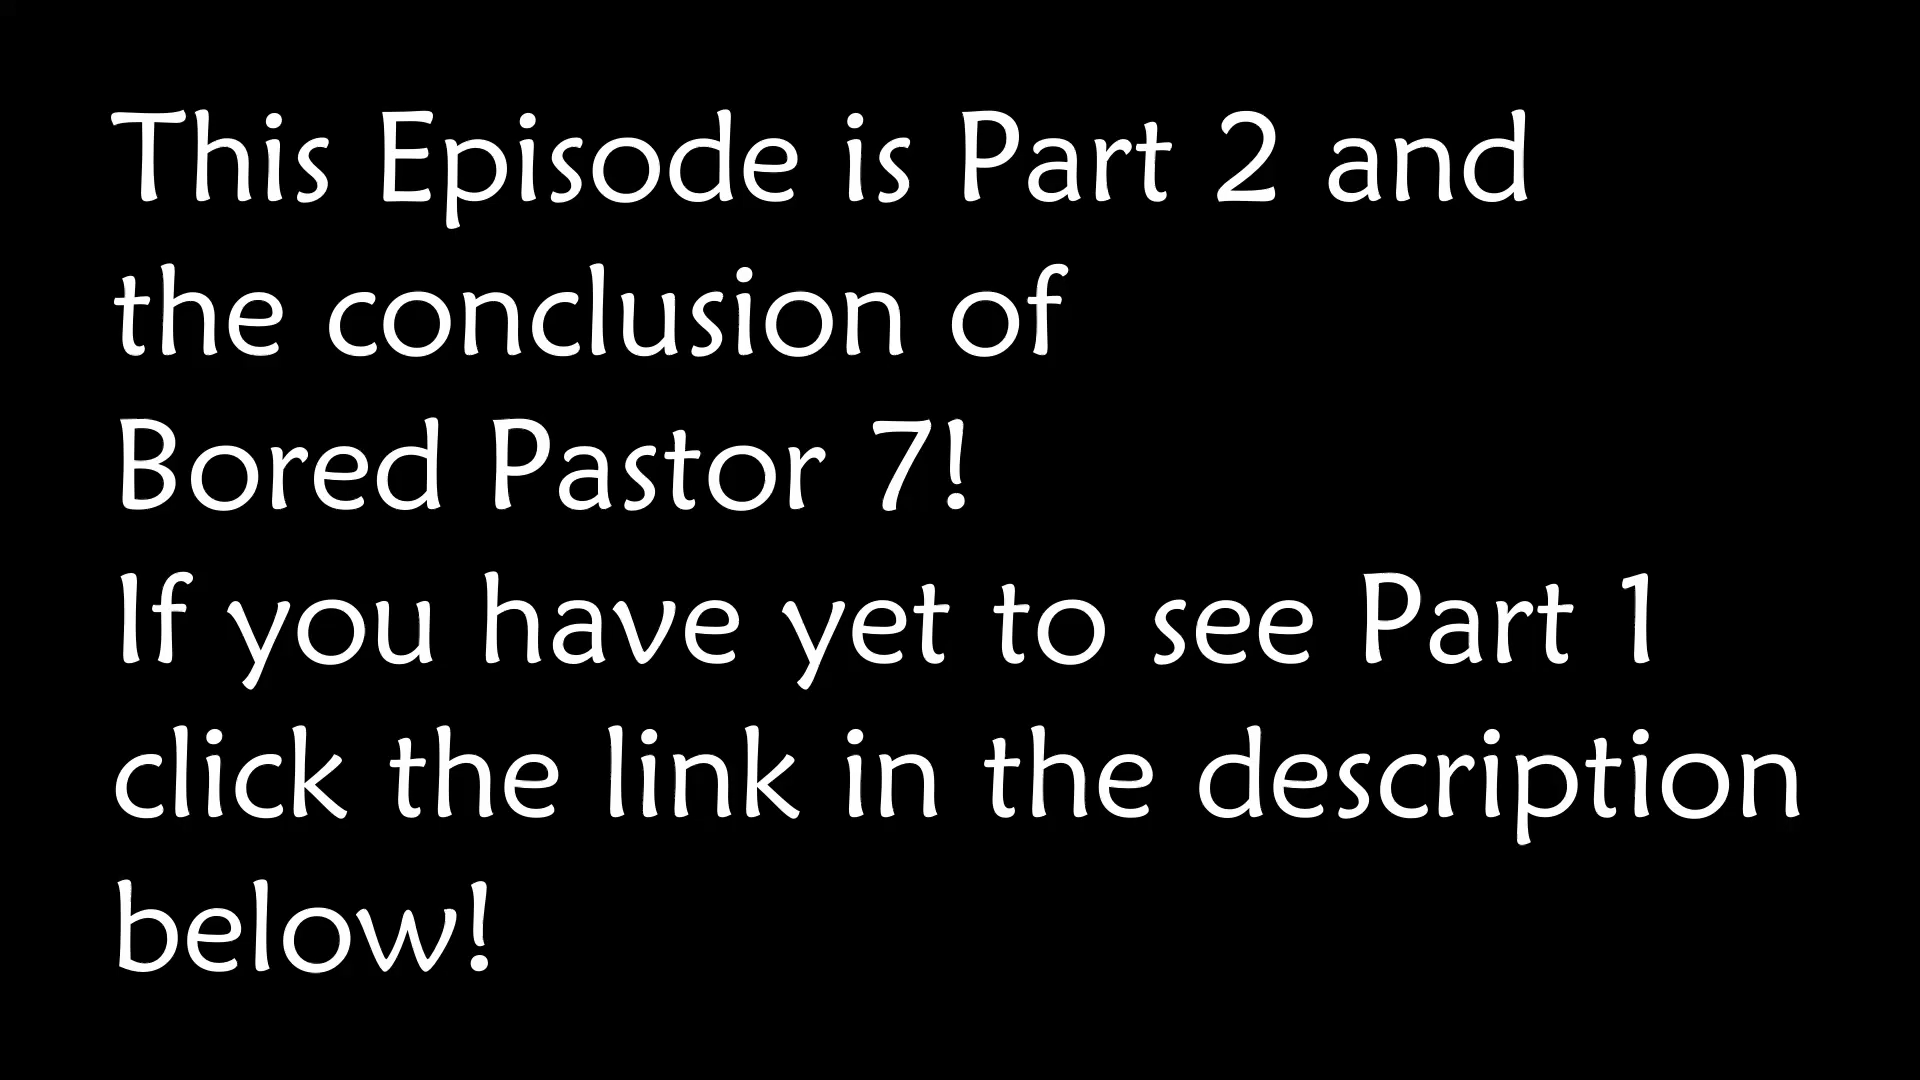 This Episode is Part 2 and
the conclusion of
Bored Pastor 7!
If you have yet to see Part 1
click the link in the description
below!